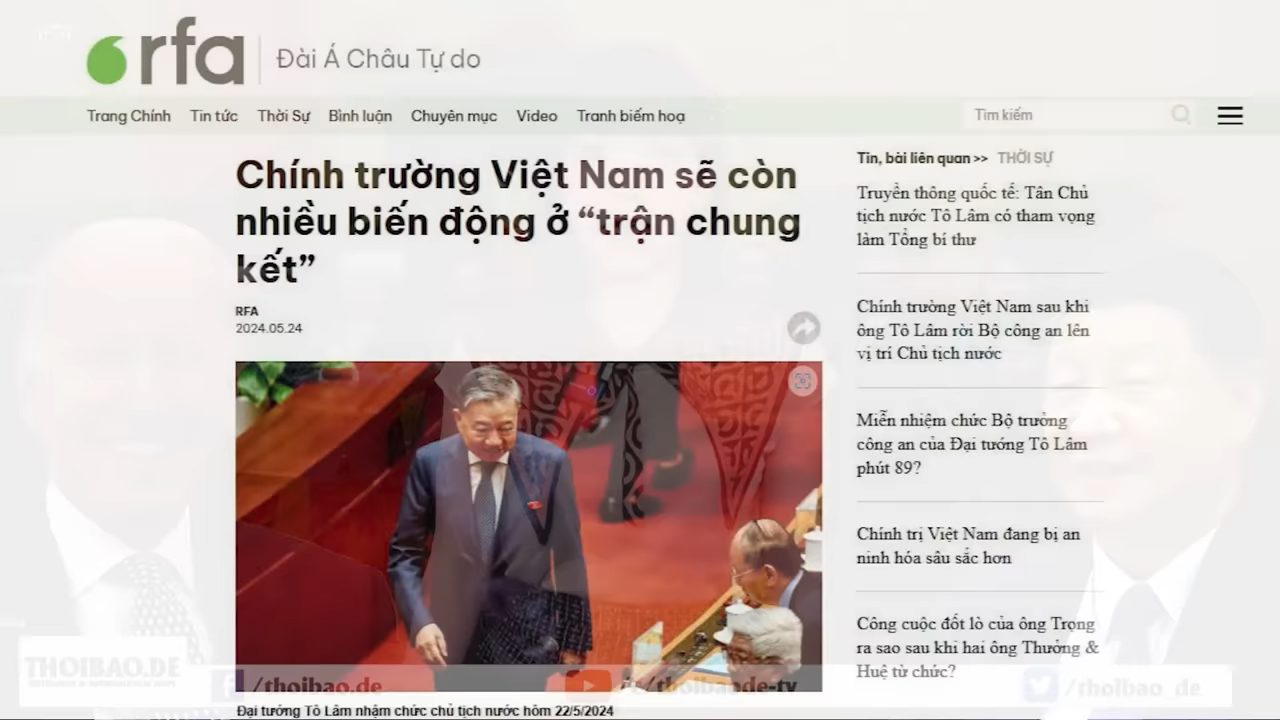 rfa
Đài Á Châu Tự do
Trang Chính Tin tức Thời Sự Bình luận Chuyên mục Video Tranh biếm hoạ
Tìm kiếm
Chính trường Việt Nam sẽ còn
nhiều biến động ở “trận chung
kết”
RFA
2024.05.24
Đại tướng Tô Lâm nhậm chức chủ tịch nước hôm 22/5/2024
Tin, bài liên quan >> THỜI SỰ
Truyền thông quốc tế: Tân Chủ
tịch nước Tô Lâm có tham vọng
làm Tổng bí thư
Chính trường Việt Nam sau khi
ông Tô Lâm rời Bộ công an lên
vị trí Chủ tịch nước
Miễn nhiệm chức Bộ trưởng
công an của Đại tướng Tô Lâm
phút 89?
Chính trị Việt Nam đang bị an
ninh hóa sâu sắc hơn
Công cuộc đốt lò của ông Trọng
ra sao sau khi hai ông Thưởng &
Huệ từ chức?
THOIBAO.DE
/thoibao.de
/c/thoibaode-tv
/thoibao_de